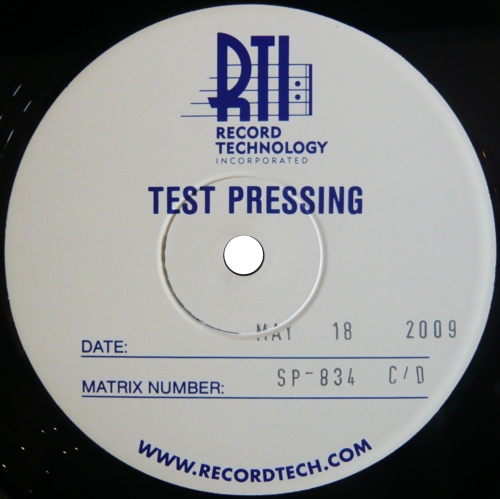 RTI
RECORD
TECHNOLOGY
INCORPORATED
TEST PRESSING
DATE: MAY 18 2009
MATRIX NUMBER: SP-834 C/D
WWW.RECORDTECH.COM